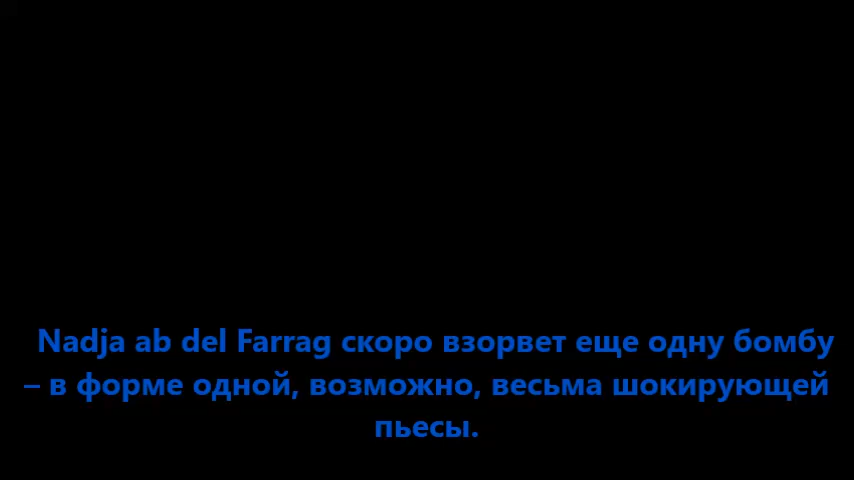 Nadja ab del Farrag скоро взорвет еще одну бомбу
– в форме одной, возможно, весьма шокирующей
пьесы.